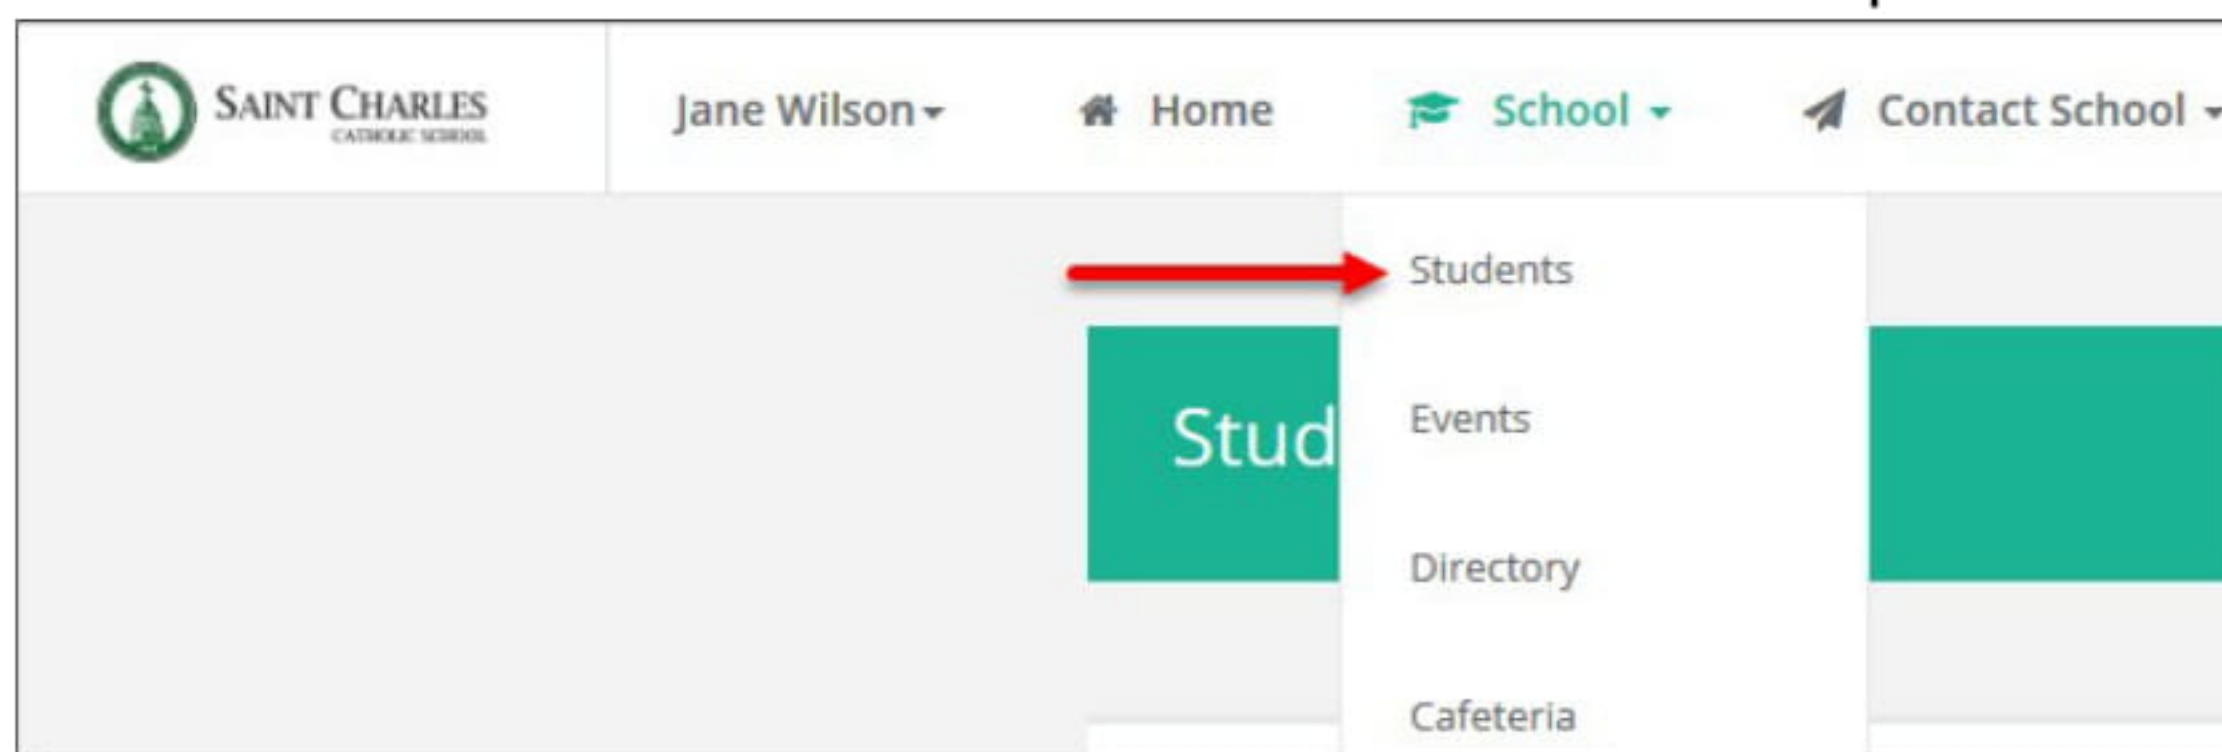 SAINT CHARLES
CATHOLIC SCHOOL
Jane Wilson Home School Contact School
Students
Stud
Events
Directory
Cafeteria